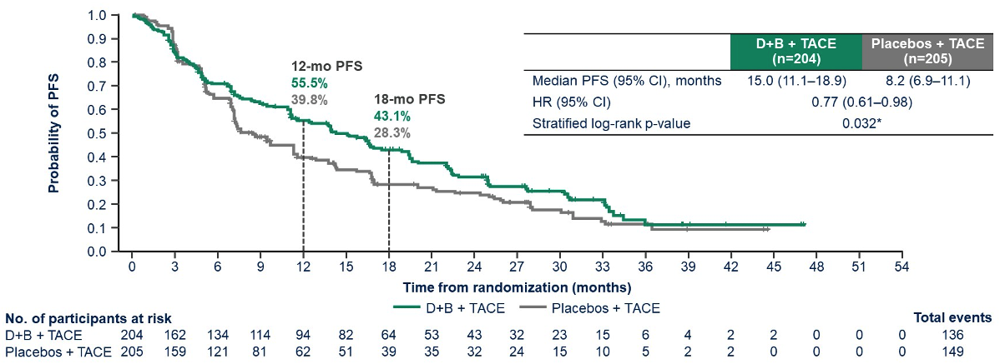 D+B + TACE Placebos + TACE
(n=204) (n=205)
Median PFS (95% CI), months 15.0 (11.1–18.9) 8.2 (6.9–11.1)
HR (95% CI) 0.77 (0.61–0.98)
Stratified log-rank p-value 0.032*
Probability of PFS
1.0
0.9
0.8
0.7
0.6
0.5
0.4
0.3
0.2
0.1
0.0
12-mo PFS
55.5%
39.8%
18-mo PFS
43.1%
28.3%
0 3 6 9 12 15 18 21 24 27 30 33 36 39 42 45 48 51 54
Time from randomization (months)
D+B + TACE Placebos + TACE
No. of participants at risk Total events
D+B + TACE 204 162 134 114 94 82 64 53 43 32 23 15 6 4 2 2 0 0 0 136
Placebos + TACE 205 159 121 81 62 51 39 35 32 24 15 10 5 2 2 0 0 0 0 149